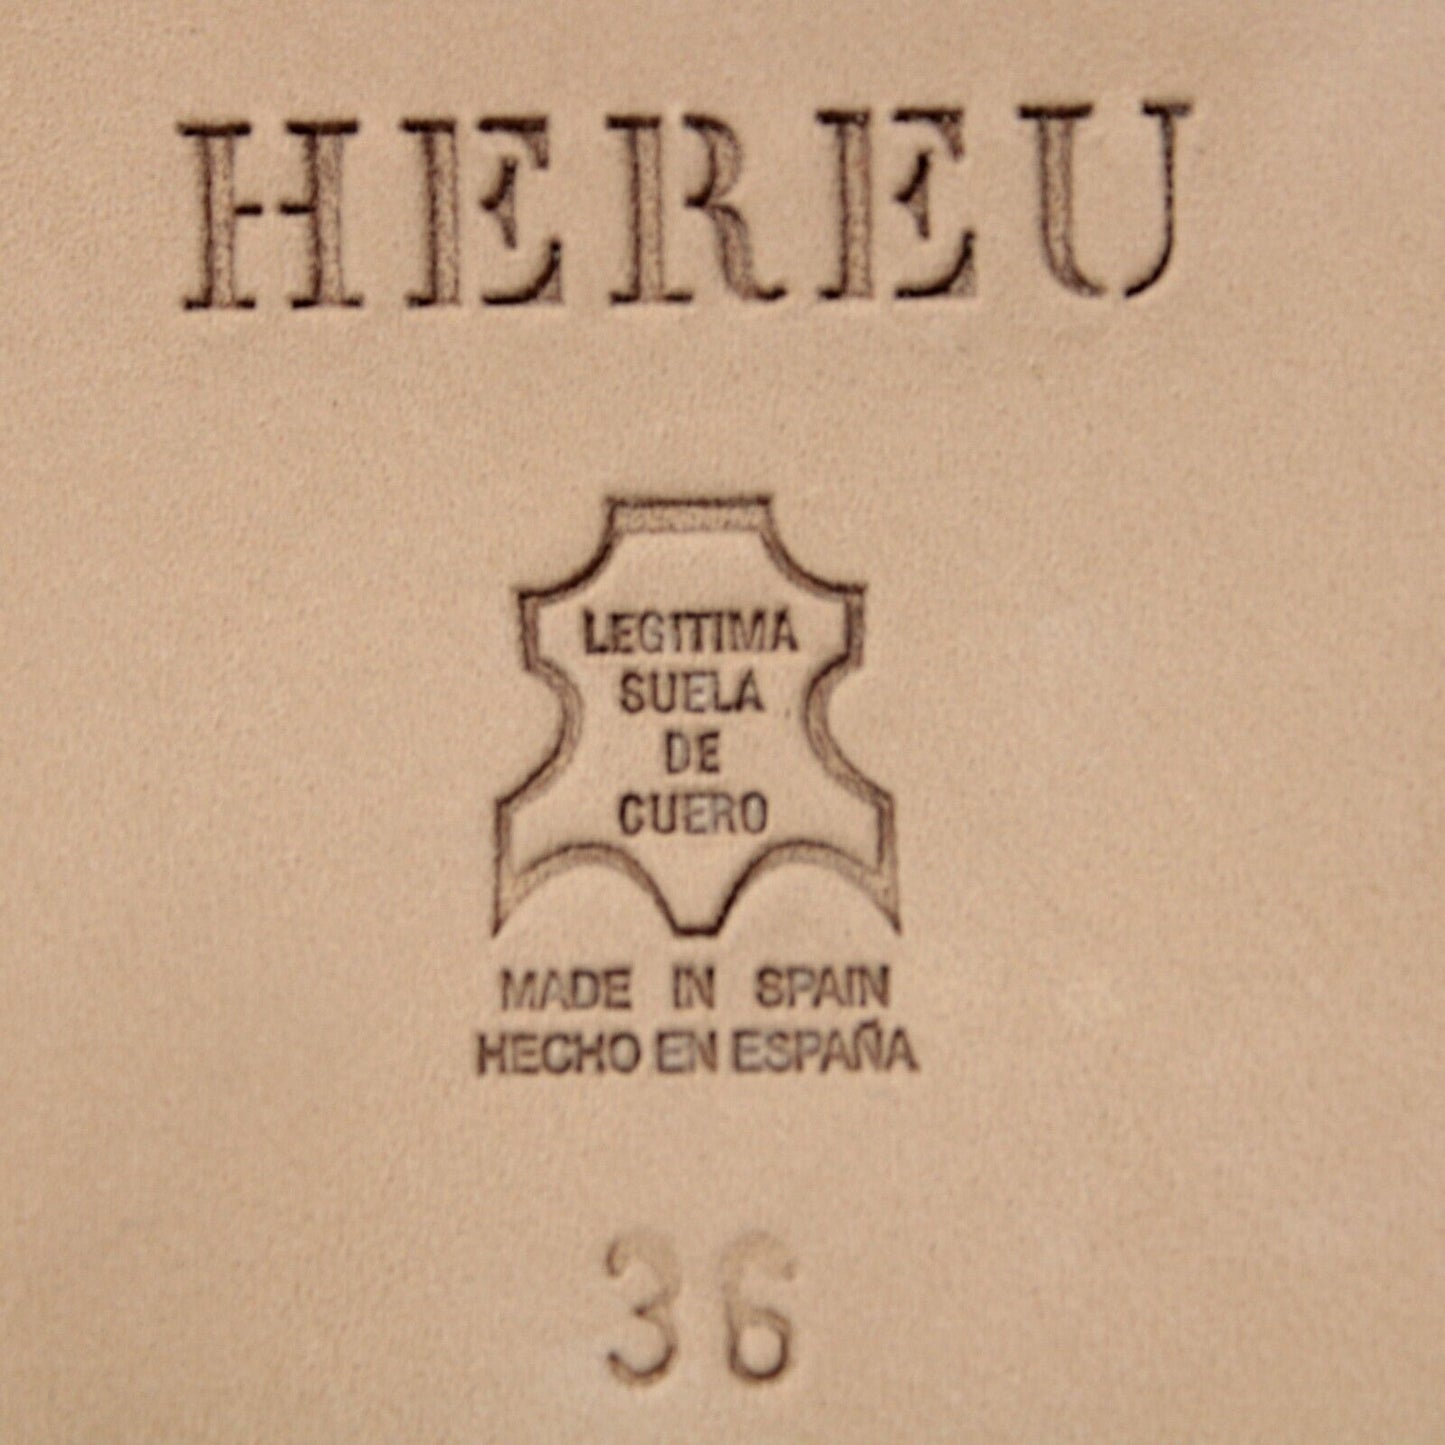 HEREU
LEGITIMA
SUELA
DE
CUERO
MADE IN SPAIN
HECHO EN ESPAÑA
36